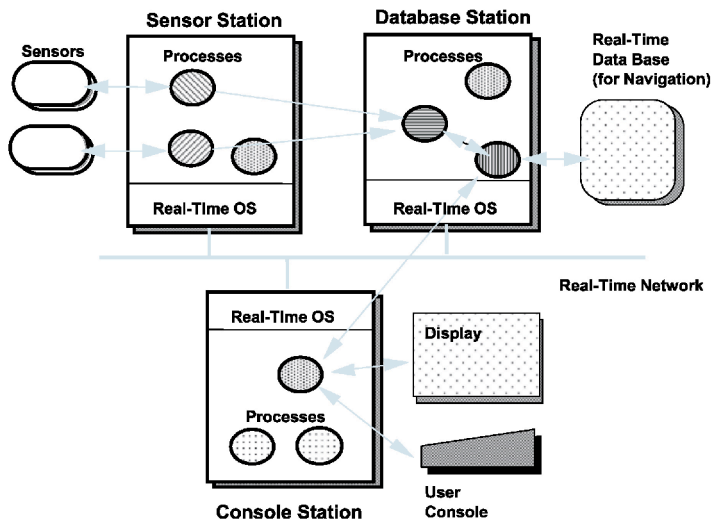 Sensor Station
Database Station
Sensors
Processes
Processes
Real-Time
Data Base
(for Navigation)
Real-TIme OS
Real-TIme OS
Real-Time Network
Real-TIme OS
Display
Processes
User
Console
Console Station